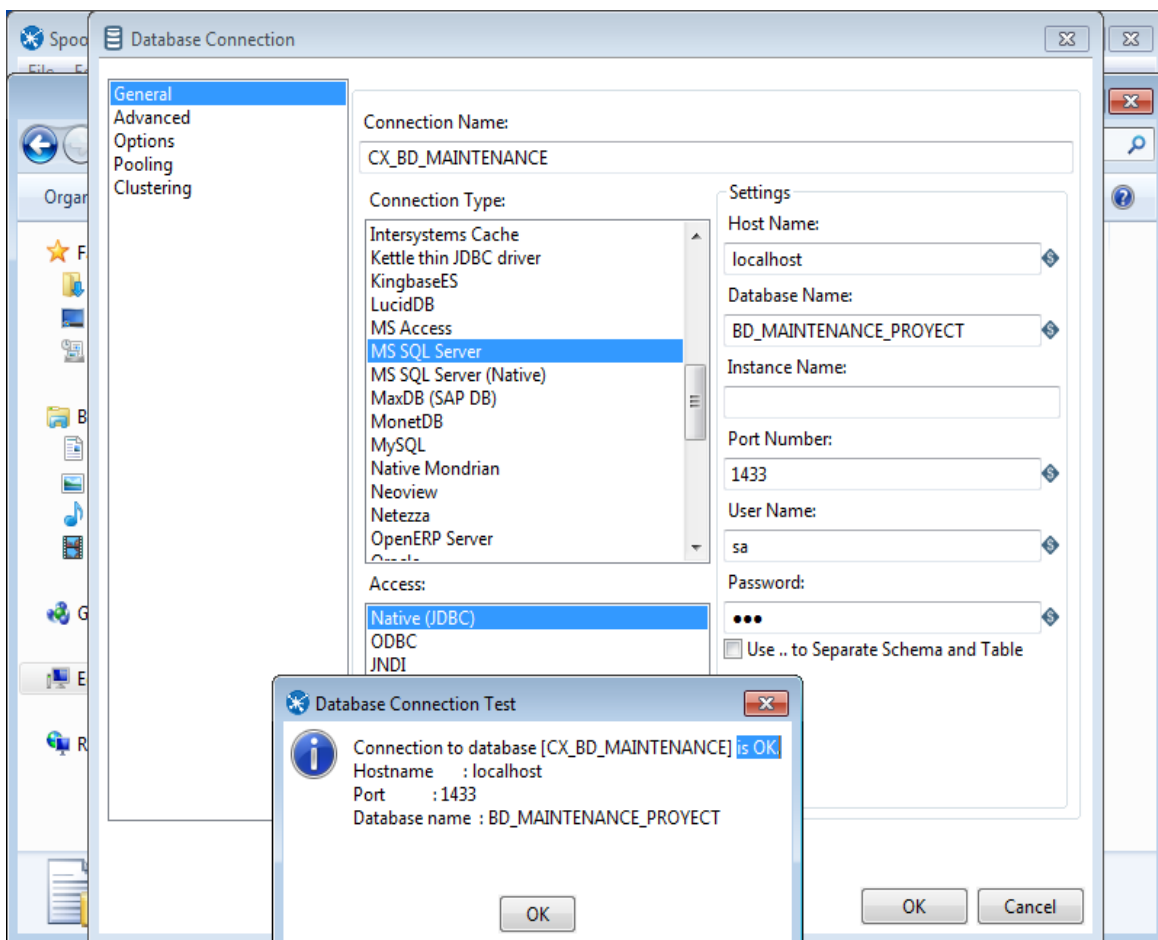 Spoo
Database Connection
File
General
Advanced
Options
Pooling
Clustering
Connection Name:
CX_BD_MAINTENANCE
Connection Type:
Intersystems Cache
Kettle thin JDBC driver
KingbaseES
LucidDB
MS Access
MS SQL Server
MS SQL Server (Native)
MaxDB (SAP DB)
MonetDB
MySQL
Native Mondrian
Neoview
Netezza
OpenERP Server
Oracle
Access:
Native (JDBC)
ODBC
JNDI
Settings
Host Name:
localhost
Database Name:
BD_MAINTENANCE_PROYECT
Instance Name:
Port Number:
1433
User Name:
sa
Password:
●●●
Use .. to Separate Schema and Table
Organ
F
B
G
E
R
Database Connection Test
Connection to database [CX_BD_MAINTENANCE] is OK.
Hostname : localhost
Port : 1433
Database name : BD_MAINTENANCE_PROYECT
OK
OK
Cancel